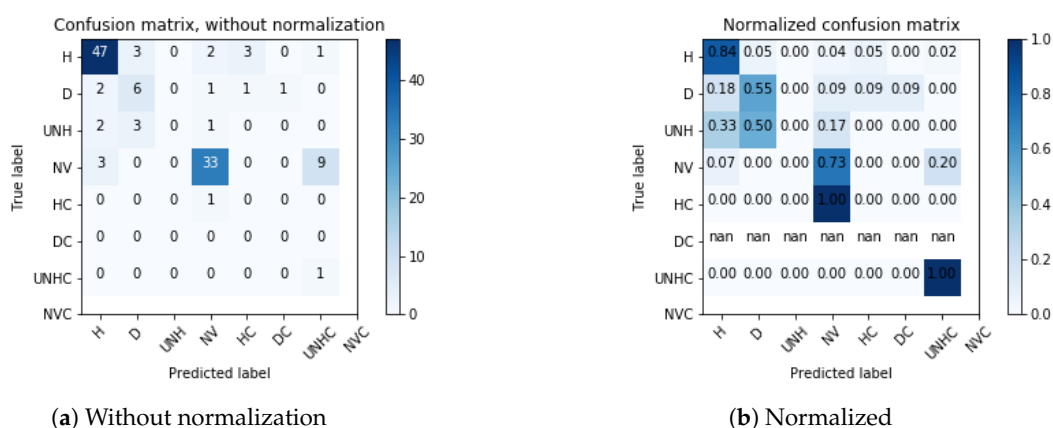 Confusion matrix, without normalization
H 47 3 0 2 3 0 1
D 2 6 0 1 1 1 0
UNH 2 3 0 1 0 0 0
NV 3 0 0 33 0 0 9
HC 0 0 0 1 0 0 0
DC 0 0 0 0 0 0 0
UNHC 0 0 0 0 0 0 1
NVC
H D UNH NV HC DC UNHC NVC
True label
Predicted label
40
30
20
10
0
(a) Without normalization
Normalized confusion matrix
H 0.84 0.05 0.00 0.04 0.05 0.00 0.02
D 0.18 0.55 0.00 0.09 0.09 0.09 0.00
UNH 0.33 0.50 0.00 0.17 0.00 0.00 0.00
NV 0.07 0.00 0.00 0.73 0.00 0.00 0.20
HC 0.00 0.00 0.00 1.00 0.00 0.00 0.00
DC nan nan nan nan nan nan nan
UNHC 0.00 0.00 0.00 0.00 0.00 0.00 1.00
NVC
H D UNH NV HC DC UNHC NVC
True label
Predicted label
1.0
0.8
0.6
0.4
0.2
0.0
(b) Normalized